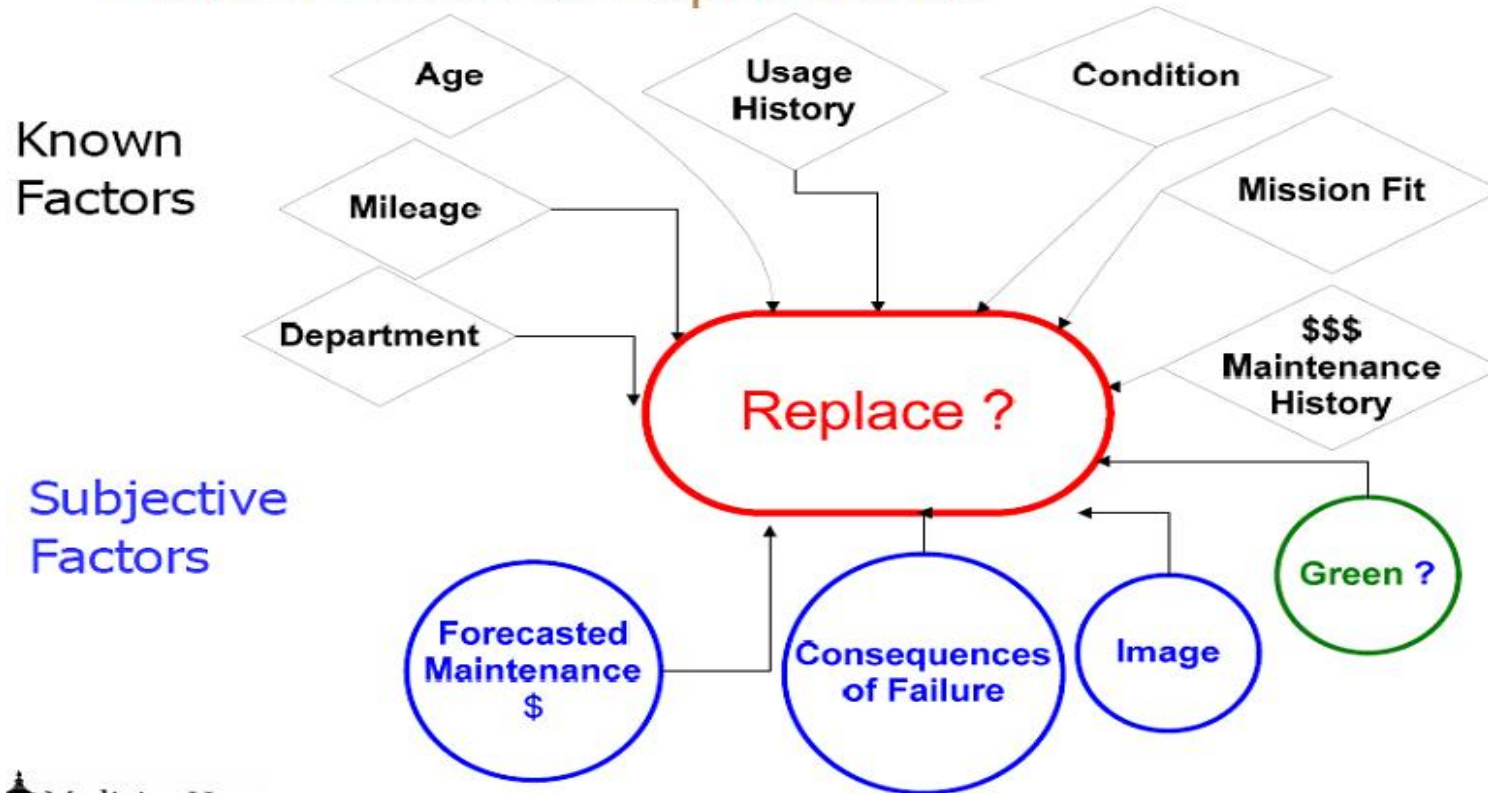 Age
Usage
History
Condition
Known
Factors
Mileage
Mission Fit
Department
$$$
Maintenance
History
Replace ?
Subjective
Factors
Green ?
Forecasted
Maintenance
$
Consequences
of Failure
Image